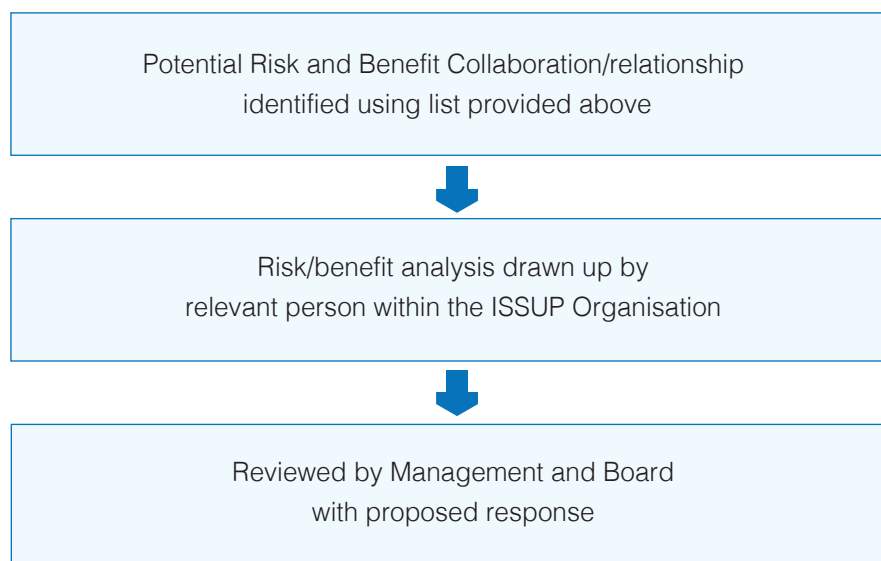 Potential Risk and Benefit Collaboration/relationship
identified using list provided above
Risk/benefit analysis drawn up by
relevant person within the ISSUP Organisation
Reviewed by Management and Board
with proposed response